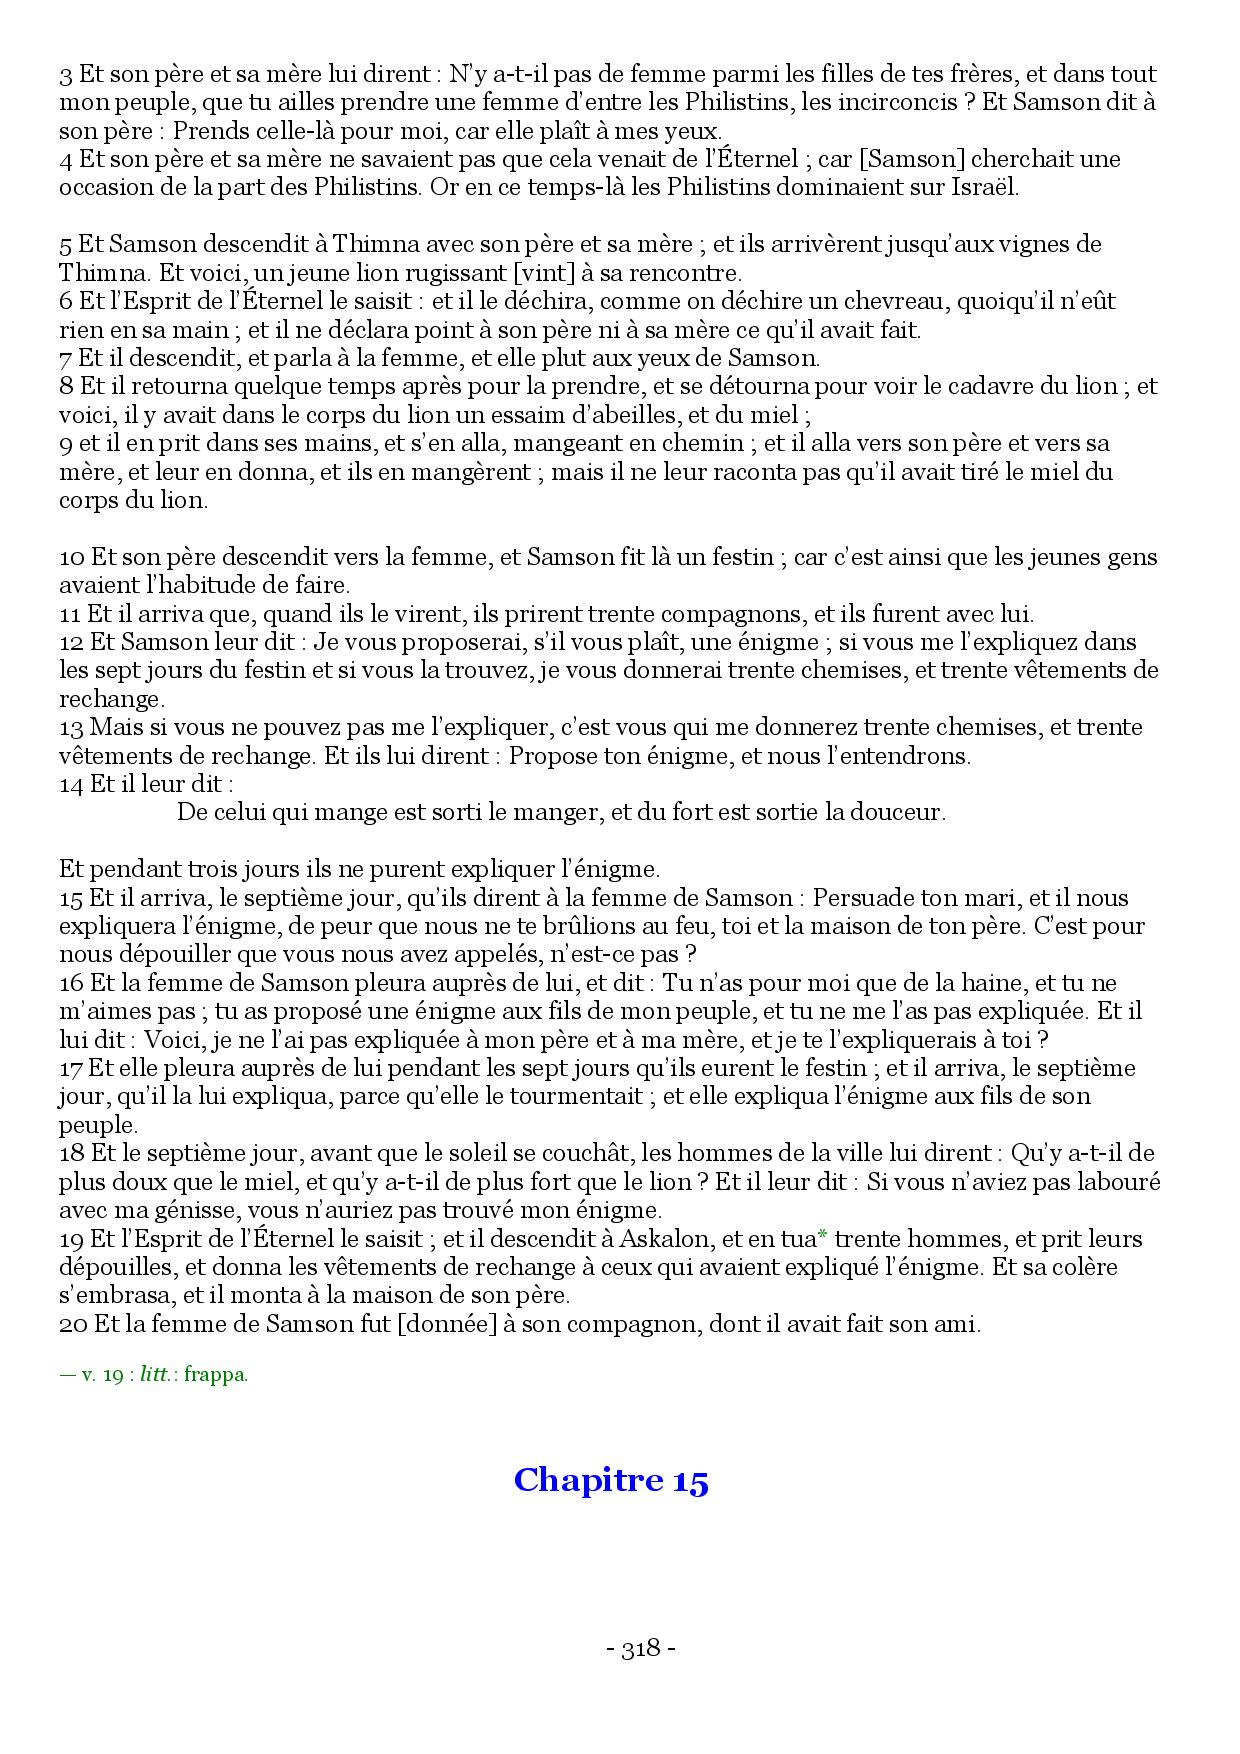 3 Et son père et sa mère lui dirent : N’y a-t-il pas de femme parmi les filles de tes frères, et dans tout
mon peuple, que tu ailles prendre une femme d’entre les Philistins, les incirconcis ? Et Samson dit à
son père : Prends celle-là pour moi, car elle plaît à mes yeux.
4 Et son père et sa mère ne savaient pas que cela venait de l’Éternel ; car [Samson] cherchait une
occasion de la part des Philistins. Or en ce temps-là les Philistins dominaient sur Israël.
5 Et Samson descendit à Thimna avec son père et sa mère ; et ils arrivèrent jusqu’aux vignes de
Thimna. Et voici, un jeune lion rugissant [vint] à sa rencontre.
6 Et l’Esprit de l’Éternel le saisit : et il le déchira, comme on déchire un chevreau, quoiqu’il n’eût
rien en sa main ; et il ne déclara point à son père ni à sa mère ce qu’il avait fait.
7 Et il descendit, et parla à la femme, et elle plut aux yeux de Samson.
8 Et il retourna quelque temps après pour la prendre, et se détourna pour voir le cadavre du lion ; et
voici, il y avait dans le corps du lion un essaim d’abeilles, et du miel ;
9 et il en prit dans ses mains, et s’en alla, mangeant en chemin ; et il alla vers son père et vers sa
mère, et leur en donna, et ils en mangèrent ; mais il ne leur raconta pas qu’il avait tiré le miel du
corps du lion.
10 Et son père descendit vers la femme, et Samson fit là un festin ; car c’est ainsi que les jeunes gens
avaient l’habitude de faire.
11 Et il arriva que, quand ils le virent, ils prirent trente compagnons, et ils furent avec lui.
12 Et Samson leur dit : Je vous proposerai, s’il vous plaît, une énigme ; si vous me l’expliquez dans
les sept jours du festin et si vous la trouvez, je vous donnerai trente chemises, et trente vêtements de
rechange.
13 Mais si vous ne pouvez pas me l’expliquer, c’est vous qui me donnerez trente chemises, et trente
vêtements de rechange. Et ils lui dirent : Propose ton énigme, et nous l’entendrons.
14 Et il leur dit :
De celui qui mange est sorti le manger, et du fort est sortie la douceur.
Et pendant trois jours ils ne purent expliquer l’énigme.
15 Et il arriva, le septième jour, qu’ils dirent à la femme de Samson : Persuade ton mari, et il nous
expliquera l’énigme, de peur que nous ne te brûlions au feu, toi et la maison de ton père. C’est pour
nous dépouiller que vous nous avez appelés, n’est-ce pas ?
16 Et la femme de Samson pleura auprès de lui, et dit : Tu n’as pour moi que de la haine, et tu ne
m’aimes pas ; tu as proposé une énigme aux fils de mon peuple, et tu ne me l’as pas expliquée. Et il
lui dit : Voici, je ne l’ai pas expliquée à mon père et à ma mère, et je te l’expliquerais à toi ?
17 Et elle pleura auprès de lui pendant les sept jours qu’ils eurent le festin ; et il arriva, le septième
jour, qu’il la lui expliqua, parce qu’elle le tourmentait ; et elle expliqua l’énigme aux fils de son
peuple.
18 Et le septième jour, avant que le soleil se couchât, les hommes de la ville lui dirent : Qu’y a-t-il de
plus doux que le miel, et qu’y a-t-il de plus fort que le lion ? Et il leur dit : Si vous n’aviez pas labouré
avec ma génisse, vous n’auriez pas trouvé mon énigme.
19 Et l’Esprit de l’Éternel le saisit ; et il descendit à Askalon, et en tua* trente hommes, et prit leurs
dépouilles, et donna les vêtements de rechange à ceux qui avaient expliqué l’énigme. Et sa colère
s’embrasa, et il monta à la maison de son père.
20 Et la femme de Samson fut [donnée] à son compagnon, dont il avait fait son ami.
— v. 19 : litt.: frappa.
Chapitre 15
- 318 -